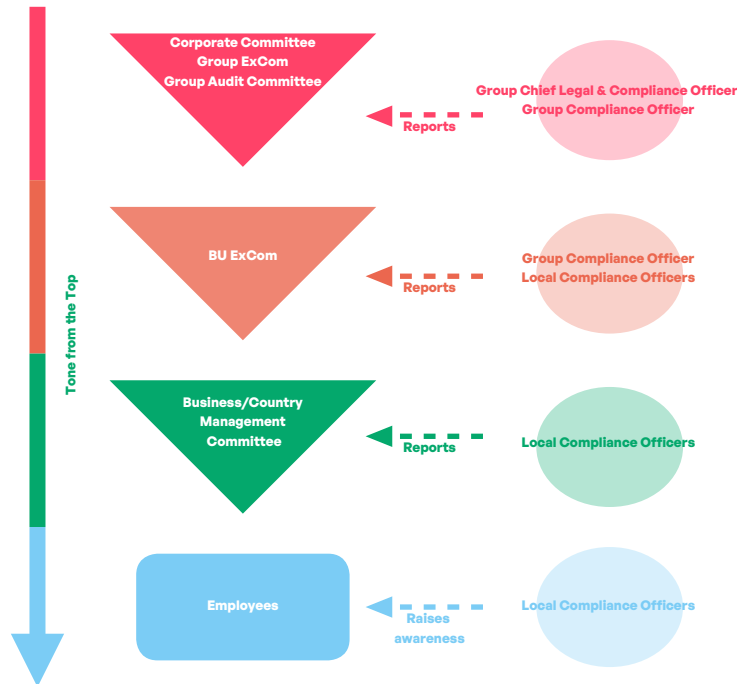 Corporate Committee
Group ExCom
Group Audit Committee
Group Chief Legal & Compliance Officer
Group Compliance Officer
Reports
BU ExCom
Group Compliance Officer
Local Compliance Officers
Reports
Tone from the Top
Business/Country
Management
Committee
Local Compliance Officers
Reports
Employees
Local Compliance Officers
Raises
awareness